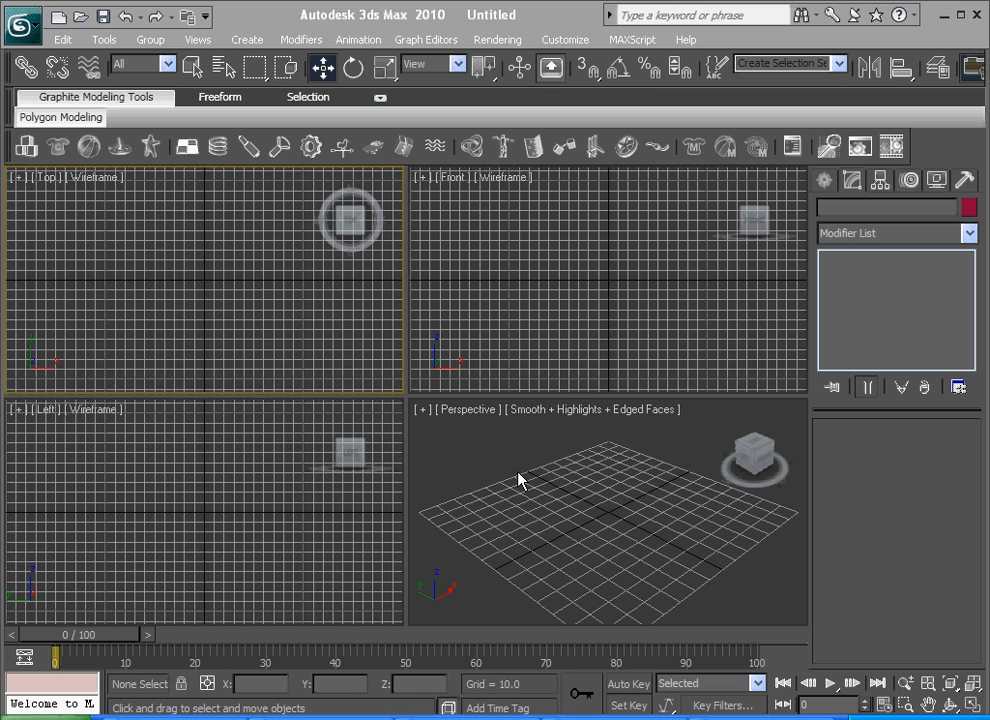 Autodesk 3ds Max 2010 Untitled
Type a keyword or phrase
Edit Tools Group Views Create Modifiers Animation Graph Editors Rendering Customize MAXScript Help
All
View
3
Create Selection Se
Graphite Modeling Tools Freeform Selection
Polygon Modeling
[ + ] [ Top ] [ Wireframe ]
[ + ] [ Front ] [ Wireframe ]
Modifier List
[ + ] [ Left ] [ Wireframe ]
[ + ] [ Perspective ] [ Smooth + Highlights + Edged Faces ]
< 0 / 100 >
0 10 20 30 40 50 60 70 80 90 100
None Select X: Y: Z: Grid = 10.0 Auto Key Selected
Welcome to M
Click and drag to select and move objects Add Time Tag Set Key Key Filters... 0